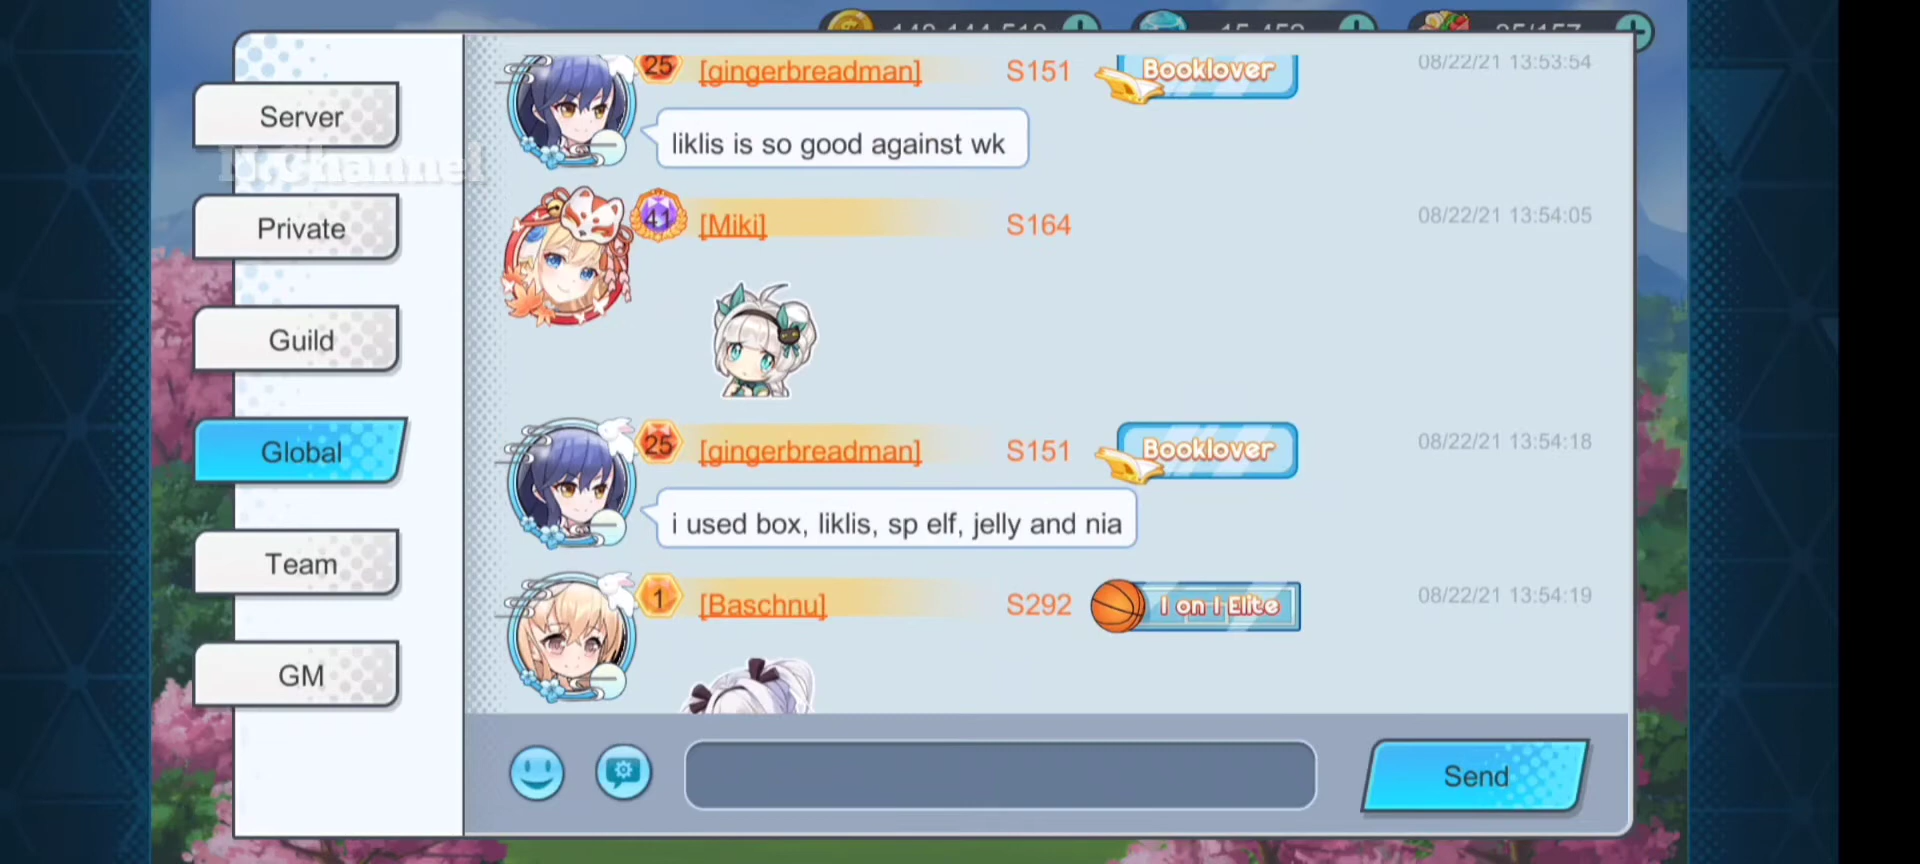 25 [gingerbreadman] S151 Booklover 08/22/21 13:53:54
Server
liklis is so good against wk
N.Channel
Private
41 [Miki] S164 08/22/21 13:54:05
Guild
Global
25 [gingerbreadman] S151 Booklover 08/22/21 13:54:18
i used box, liklis, sp elf, jelly and nia
Team
1 [Baschnu] S292 1 on 1 Elite 08/22/21 13:54:19
GM
Send